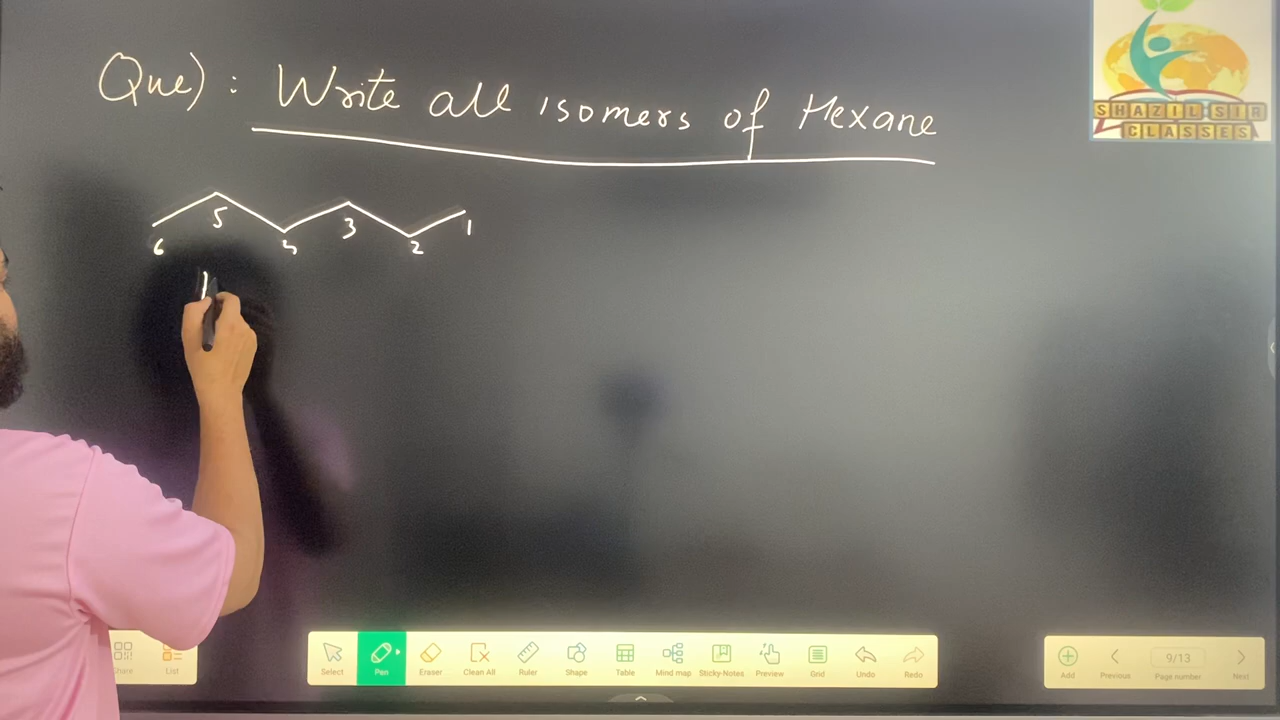 Que) : Write all isomers of Hexane
SHAZIL SIR
CLASSES
6 5 4 3 2 1
Share List Select Pen Eraser Clean All Ruler Shape Table Mind map Sticky-Notes Preview Grid Undo Redo Add Previous 9/13 Page number Next